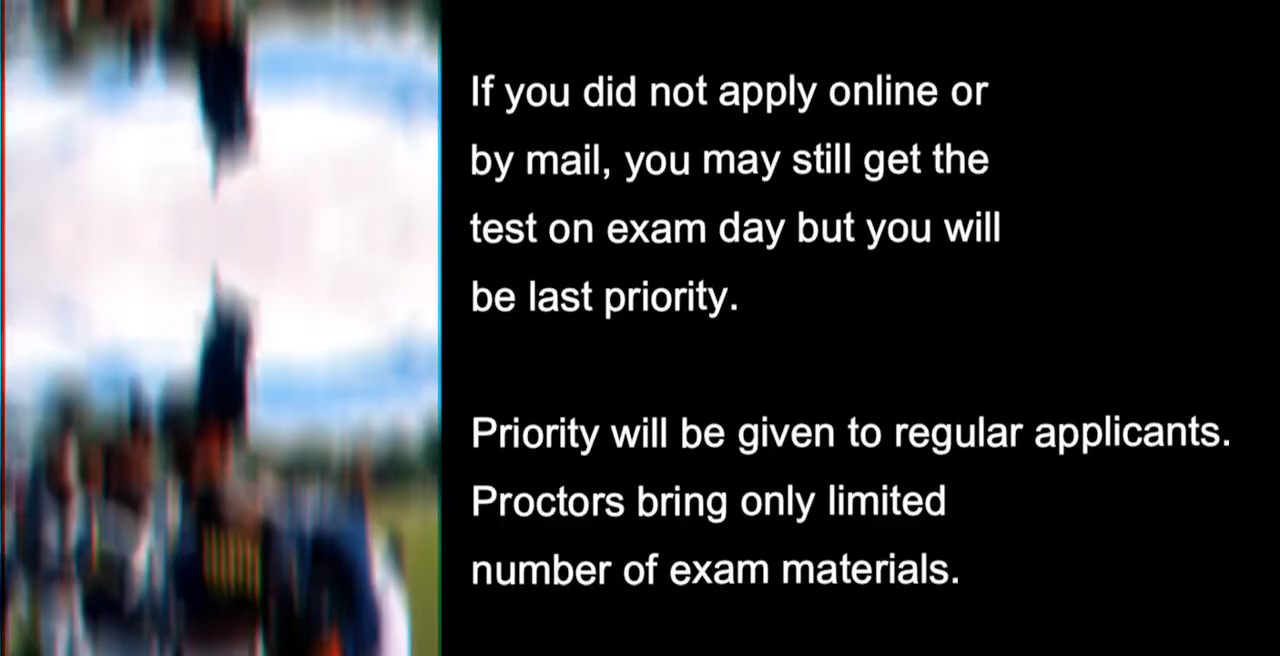 If you did not apply online or
by mail, you may still get the
test on exam day but you will
be last priority.
Priority will be given to regular applicants.
Proctors bring only limited
number of exam materials.